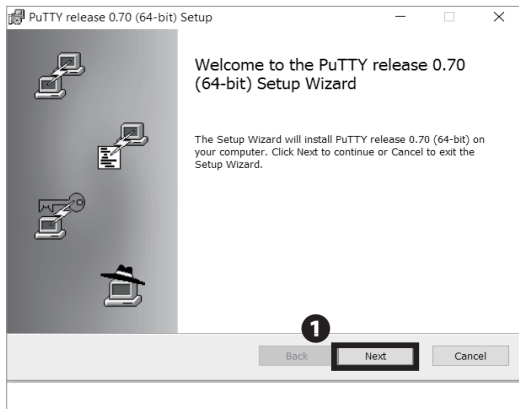 PuTTY release 0.70 (64-bit) Setup
Welcome to the PuTTY release 0.70
(64-bit) Setup Wizard
The Setup Wizard will install PuTTY release 0.70 (64-bit) on
your computer. Click Next to continue or Cancel to exit the
Setup Wizard.
1
Back Next Cancel